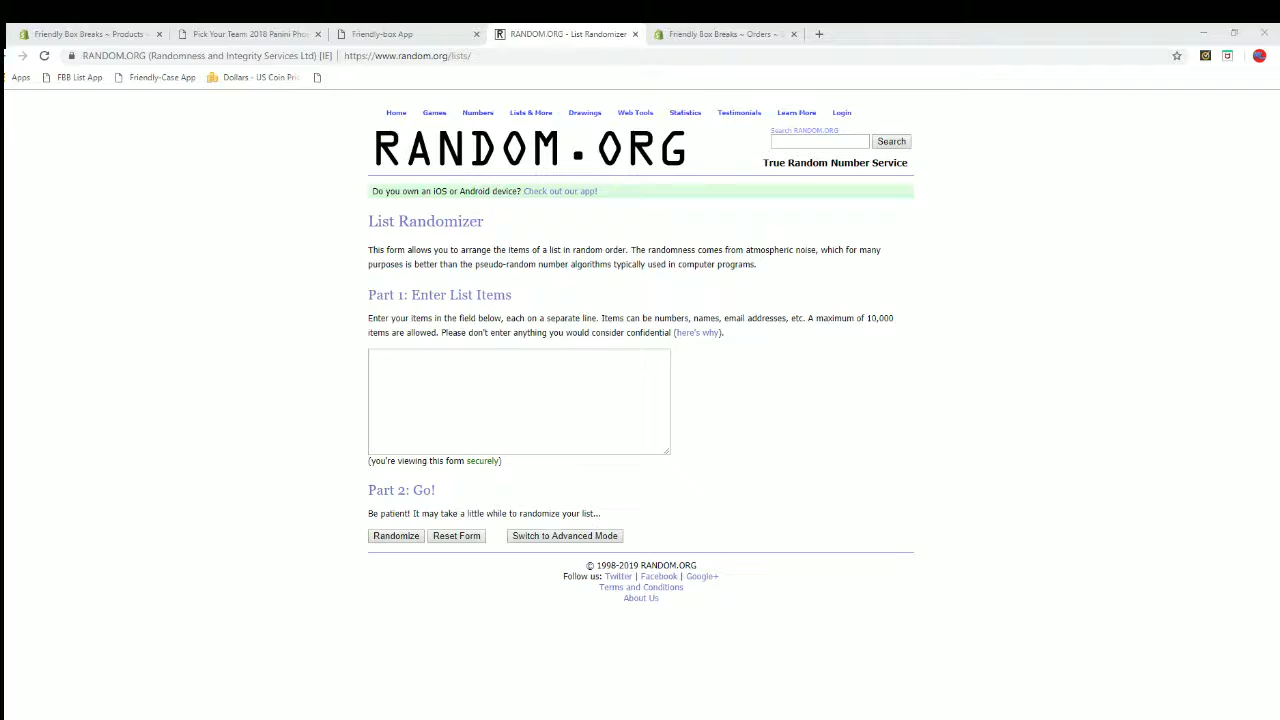 Friendly Box Breaks ~ Products ~
Pick Your Team: 2018 Panini Pho
Friendly-box App
RANDOM.ORG - List Randomizer
Friendly Box Breaks ~ Orders ~
RANDOM.ORG (Randomness and Integrity Services Ltd) [IE] | https://www.random.org/lists/
Apps
FBB List App
Friendly-Case App
Dollars - US Coin Pric
Home Games Numbers Lists & More Drawings Web Tools Statistics Testimonials Learn More Login
RANDOM.ORG
Search RANDOM.ORG
Search
True Random Number Service
Do you own an iOS or Android device? Check out our app!
List Randomizer
This form allows you to arrange the items of a list in random order. The randomness comes from atmospheric noise, which for many
purposes is better than the pseudo-random number algorithms typically used in computer programs.
Part 1: Enter List Items
Enter your items in the field below, each on a separate line. Items can be numbers, names, email addresses, etc. A maximum of 10,000
items are allowed. Please don't enter anything you would consider confidential (here's why).
(you're viewing this form securely)
Part 2: Go!
Be patient! It may take a little while to randomize your list...
Randomize Reset Form Switch to Advanced Mode
© 1998-2019 RANDOM.ORG
Follow us: Twitter | Facebook | Google+
Terms and Conditions
About Us